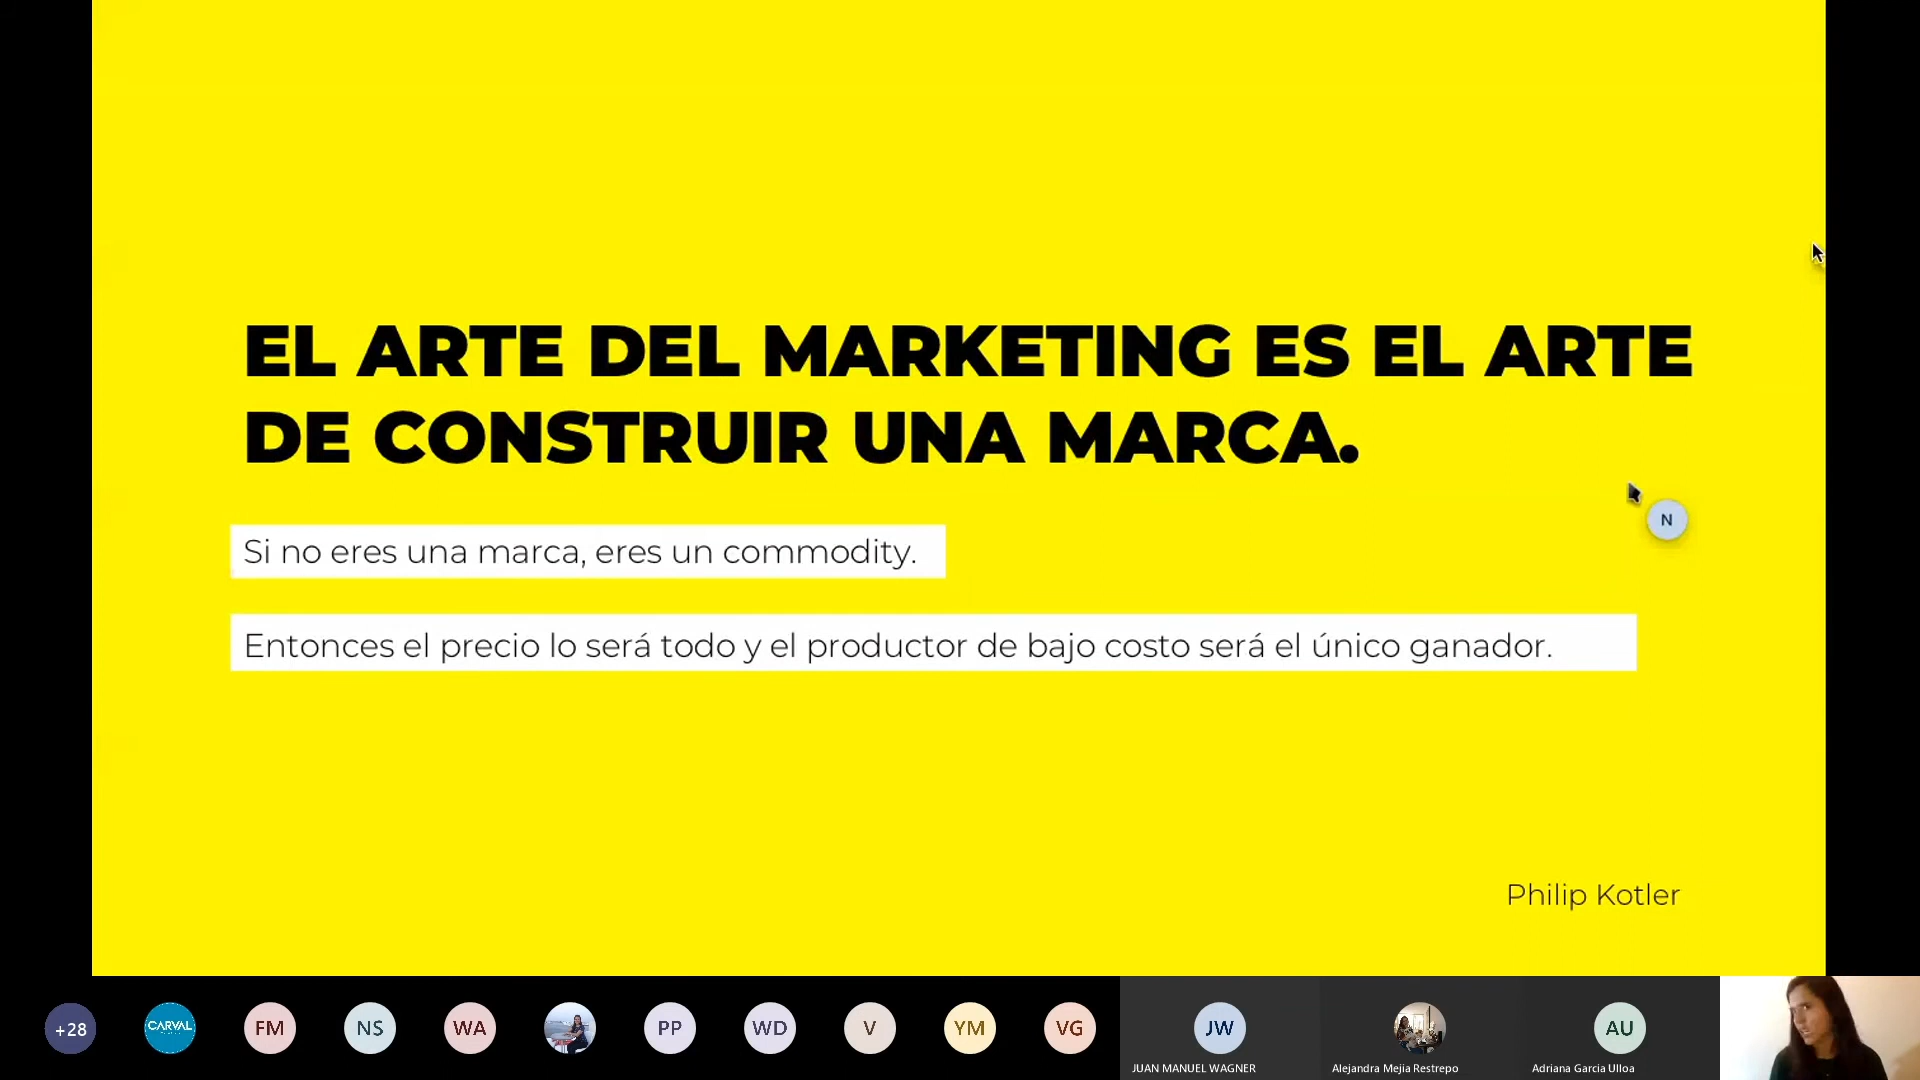 EL ARTE DEL MARKETING ES EL ARTE
DE CONSTRUIR UNA MARCA.
N
Si no eres una marca, eres un commodity.
Entonces el precio lo será todo y el productor de bajo costo será el único ganador.
Philip Kotler
+28
CARVAL
FM
NS
WA
PP
WD
V
YM
VG
JW
AU
JUAN MANUEL WAGNER
Alejandra Mejia Restrepo
Adriana Garcia Ulloa